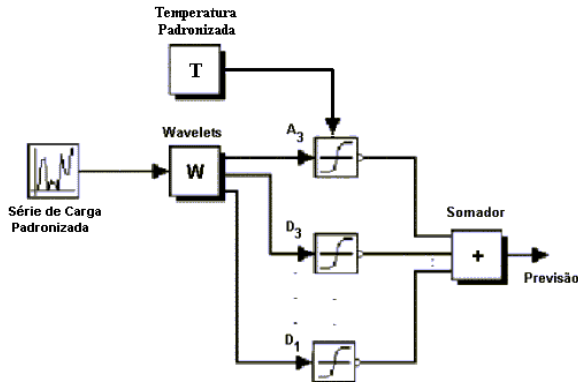 Temperatura
Padronizada
T
Wavelets
A3
W
Série de Carga
Padronizada
D3
Somador
+
Previsão
D1